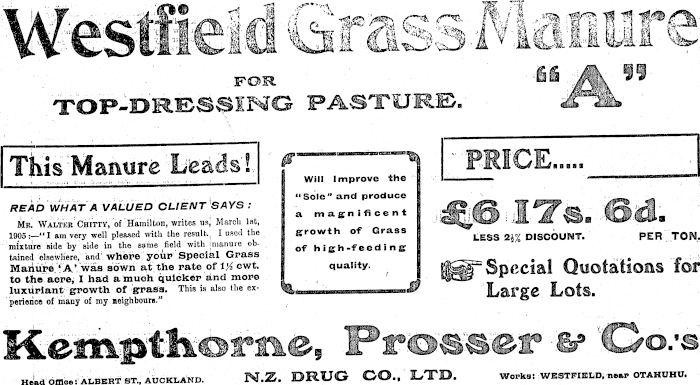 Westfield Grass Manure
FOR
TOP-DRESSING PASTURE.
"A"
This Manure Leads!
READ WHAT A VALUED CLIENT SAYS:
MR. WALTER CHITTY, of Hamilton, writes us, March 1st,
1905:—"I am very well pleased with the result. I used the
mixture side by side in the same field with manure ob-
tained elsewhere, and where your Special Grass
Manure 'A' was sown at the rate of 1½ cwt.
to the acre, I had a much quicker and more
luxuriant growth of grass. This is also the ex-
perience of many of my neighbours."
Will Improve the
"Sole" and produce
a magnificent
growth of Grass
of high-feeding
quality.
PRICE.....
£6 17s. 6d.
LESS 2½% DISCOUNT. PER TON.
Special Quotations for
Large Lots.
Kempthorne, Prosser & Co.'s
Head Office: ALBERT ST., AUCKLAND. N.Z. DRUG CO., LTD. Works: WESTFIELD, near OTAHUHU.